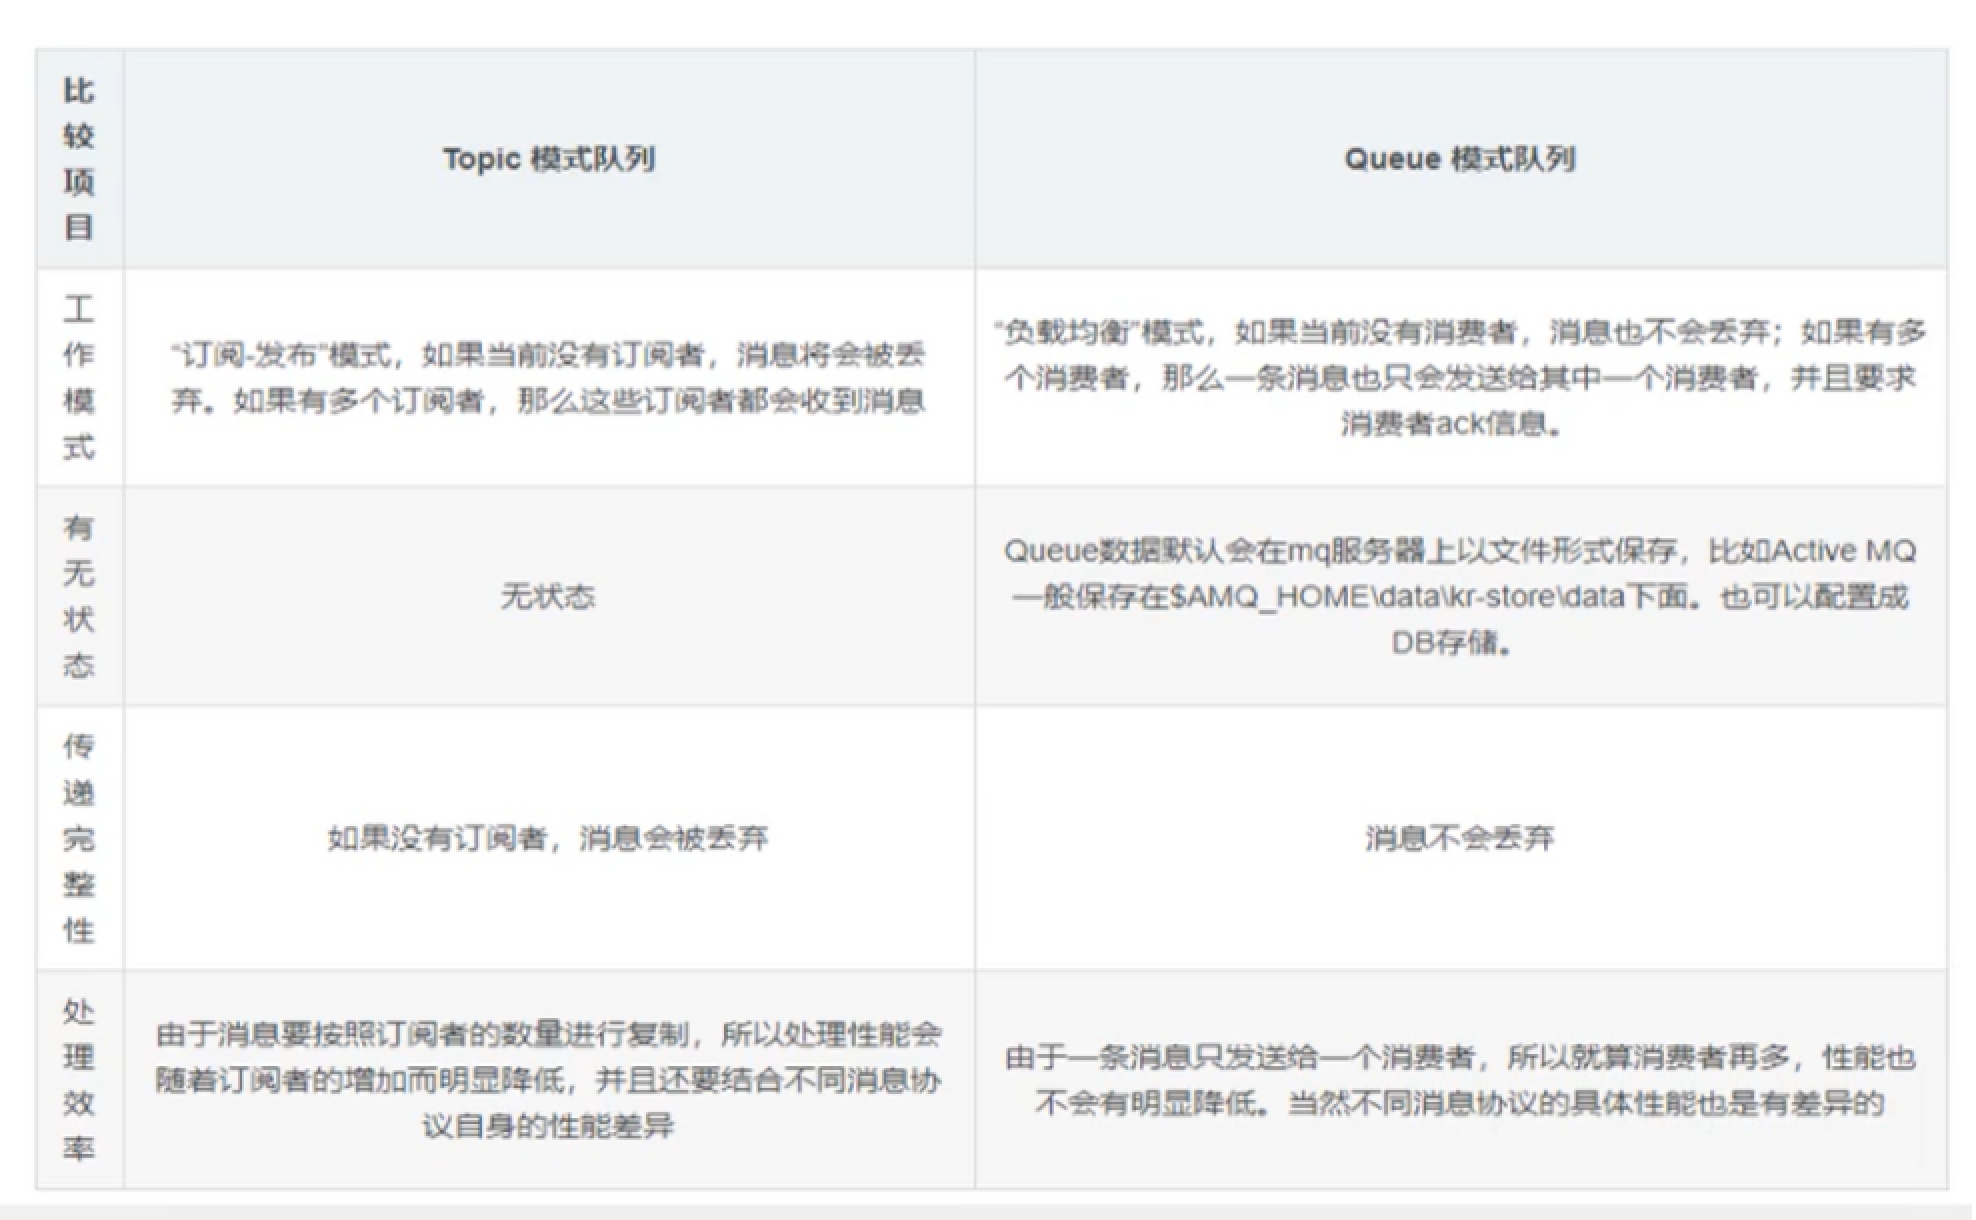 比
较
项
目
Topic 模式队列
Queue 模式队列
工
作
模
式
“订阅-发布”模式，如果当前没有订阅者，消息将会被丢
弃。如果有多个订阅者，那么这些订阅者都会收到消息
“负载均衡”模式，如果当前没有消费者，消息也不会丢弃；如果有多
个消费者，那么一条消息也只会发送给其中一个消费者，并且要求
消费者ack信息。
有
无
状
态
无状态
Queue数据默认会在mq服务器上以文件形式保存，比如Active MQ
一般保存在$AMQ_HOME\data\kr-store\data下面。也可以配置成
DB存储。
传
递
完
整
性
如果没有订阅者，消息会被丢弃
消息不会丢弃
处
理
效
率
由于消息要按照订阅者的数量进行复制，所以处理性能会
随着订阅者的增加而明显降低，并且还要结合不同消息协
议自身的性能差异
由于一条消息只发送给一个消费者，所以就算消费者再多，性能也
不会有明显降低。当然不同消息协议的具体性能也是有差异的